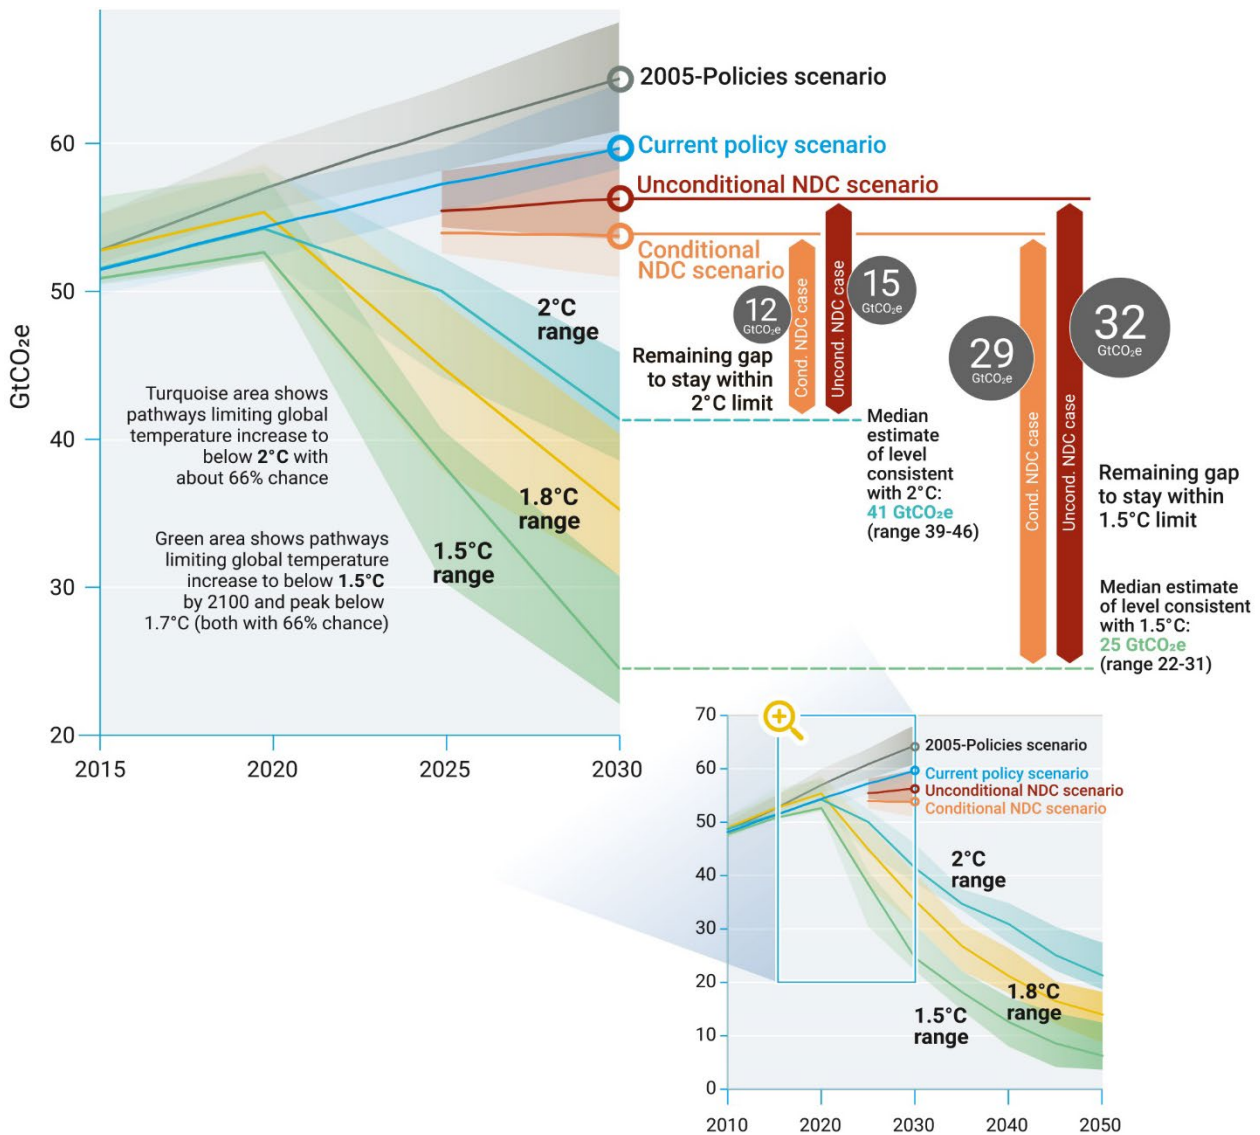 2005-Policies scenario
60
Current policy scenario
Unconditional NDC scenario
Conditional
NDC scenario
50
GtCO₂e
2°C
range
12
GtCO₂e
Cond. NDC case
Uncond. NDC case
15
GtCO₂e
29
GtCO₂e
Cond. NDC case
Uncond. NDC case
32
GtCO₂e
Remaining gap
to stay within
2°C limit
Turquoise area shows
pathways limiting global
temperature increase to
below 2°C with
about 66% chance
40
Median
estimate
of level
consistent
with 2°C:
41 GtCO₂e
(range 39-46)
Remaining gap
to stay within
1.5°C limit
1.8°C
range
1.5°C
range
Green area shows pathways
limiting global temperature
increase to below 1.5°C
by 2100 and peak below
1.7°C (both with 66% chance)
30
Median estimate
of level consistent
with 1.5°C:
25 GtCO₂e
(range 22-31)
20
2015
2020
2025
2030
70
2005-Policies scenario
60
Current policy scenario
Unconditional NDC scenario
Conditional NDC scenario
50
40
2°C
range
30
20
1.8°C
range
1.5°C
range
10
0
2010
2020
2030
2040
2050